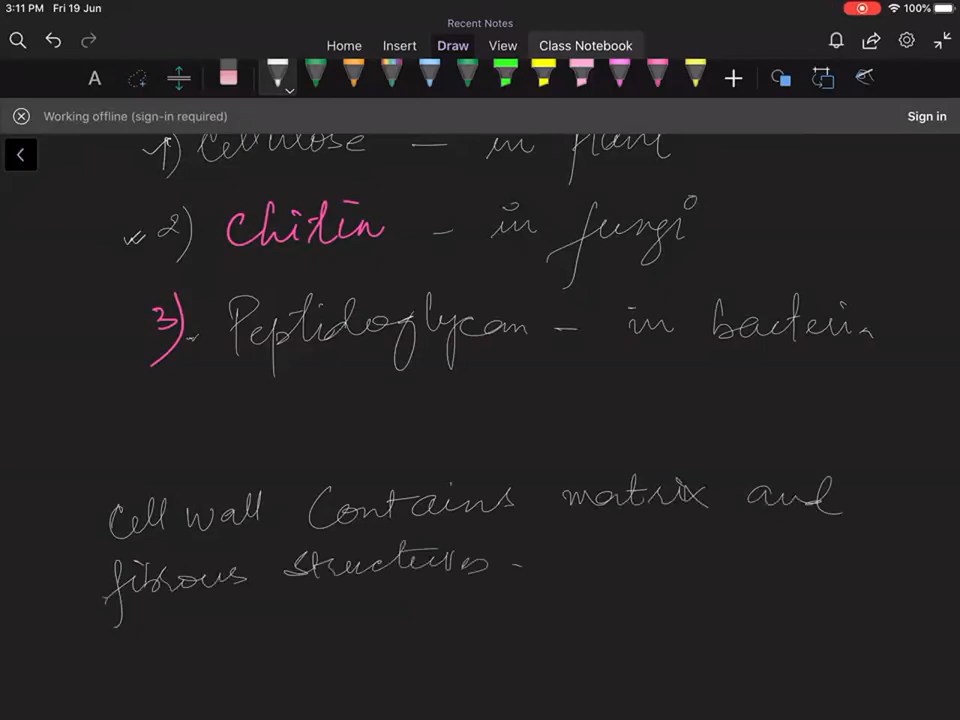 3:11 PM Fri 19 Jun
100%
Recent Notes
Home Insert Draw View Class Notebook
A
Working offline (sign-in required)
Sign in
1) Cellulose — in plant
2) Chitin - in fungi
3). Peptidoglycan - in bacteria
Cell wall Contains matrix and
fibrous structures -